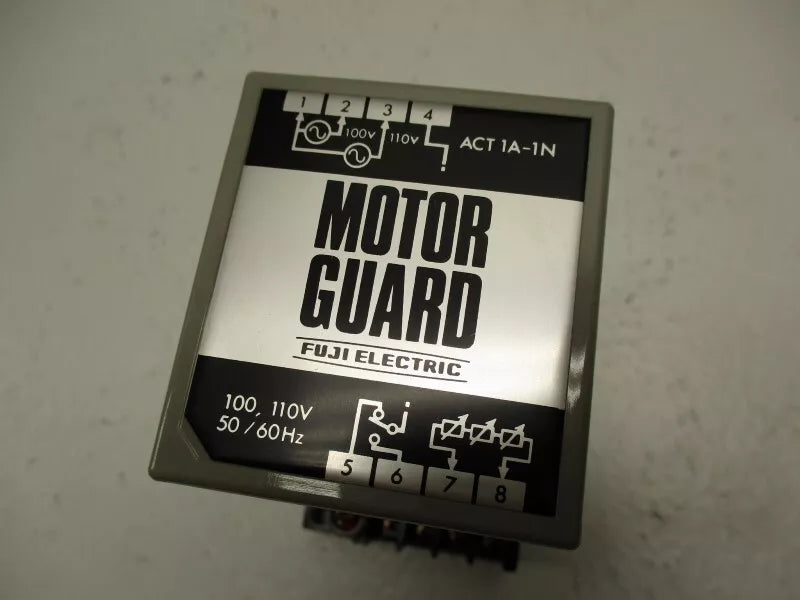 1 2 3 4
100V 110V
ACT 1A-1N
MOTOR
GUARD
FUJI ELECTRIC
100, 110V
50/60Hz
5 6 7 8